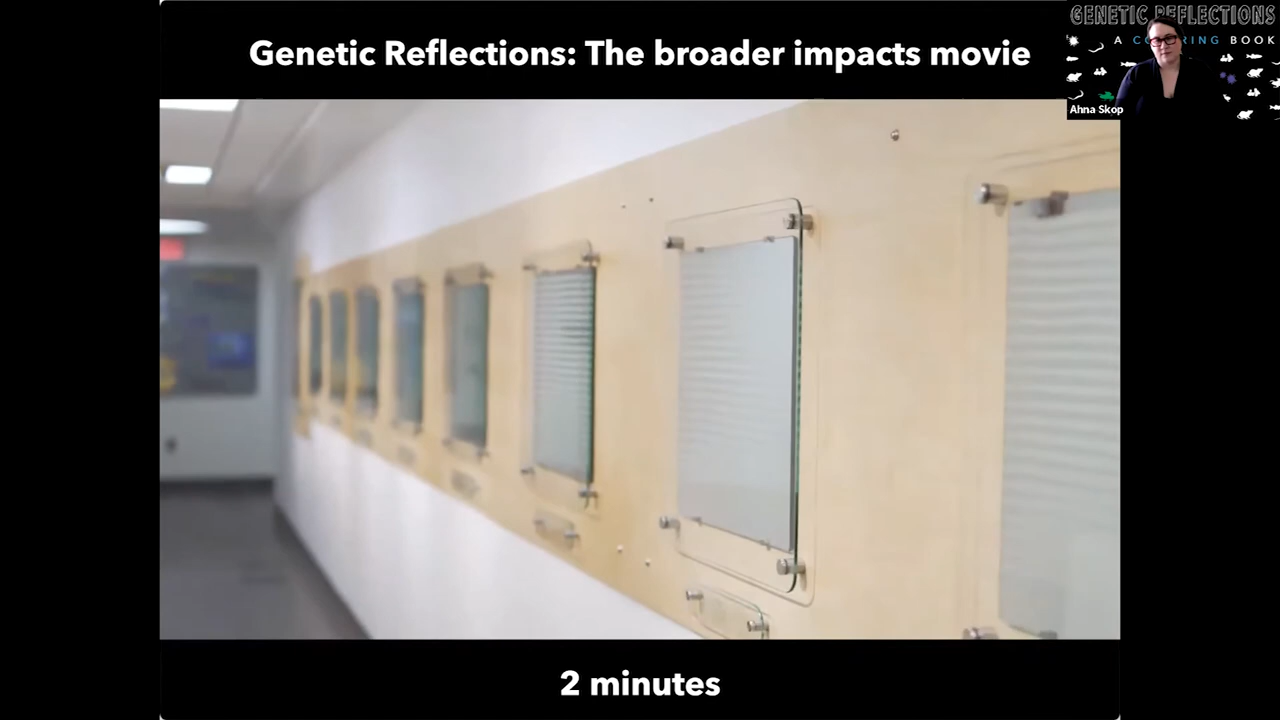 Genetic Reflections: The broader impacts movie
GENETIC REFLECTIONS
A COLORING BOOK
Ahna Skop
2 minutes